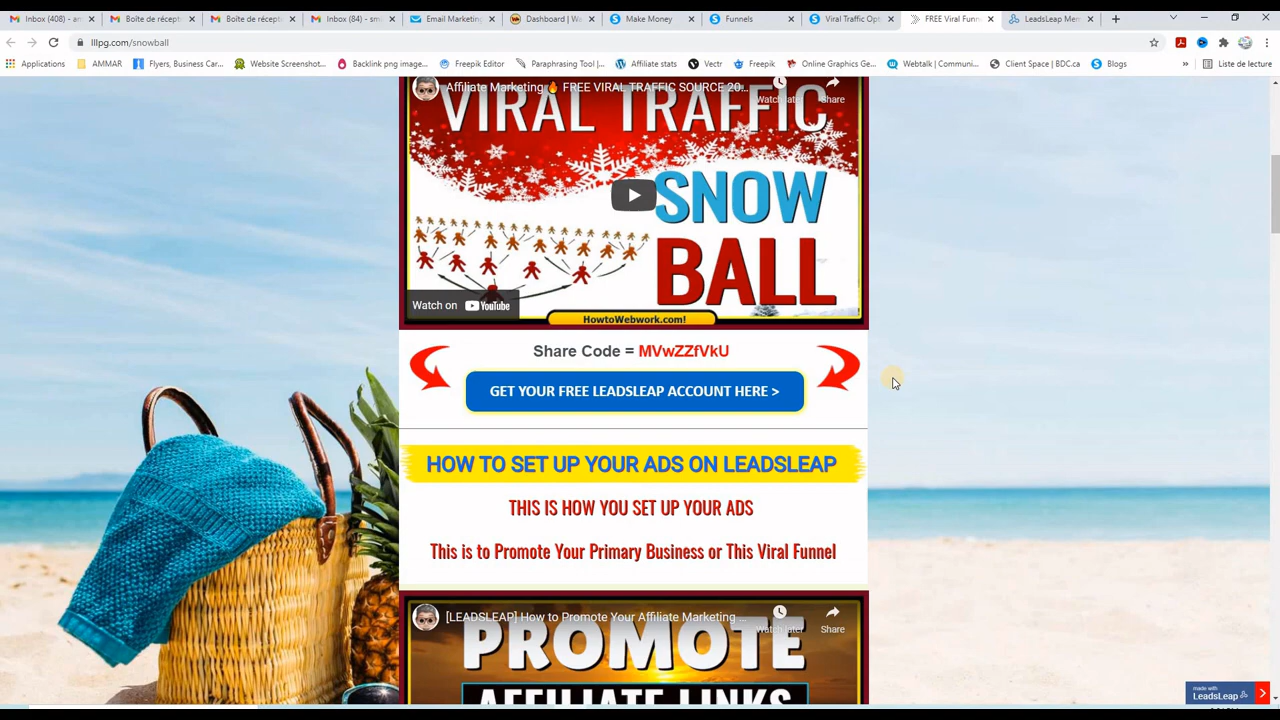 Inbox (408) - am
Boîte de récept
Boîte de récept
Inbox (84) - sm
Email Marketing
Dashboard | Wa
Make Money
Funnels
Viral Traffic Opt
FREE Viral Funn
LeadsLeap Mem
lllpg.com/snowball
Applications
AMMAR
Flyers, Business Car...
Website Screenshot...
Backlink png image...
Freepik Editor
Paraphrasing Tool |...
Affiliate stats
Vectr
Freepik
Online Graphics Ge...
Webtalk | Communi...
Client Space | BDC.ca
Blogs
»
Liste de lecture
Affiliate Marketing 🔥 FREE VIRAL TRAFFIC SOURCE 20...
Watch later
Share
VIRAL TRAFFIC
SNOW
BALL
Watch on YouTube
HowtoWebwork.com!
Share Code = MVwZZfVkU
GET YOUR FREE LEADSLEAP ACCOUNT HERE >
HOW TO SET UP YOUR ADS ON LEADSLEAP
THIS IS HOW YOU SET UP YOUR ADS
This is to Promote Your Primary Business or This Viral Funnel
[LEADSLEAP] How to Promote Your Affiliate Marketing ...
Watch later
Share
PROMOTE
AFFILIATE LINKS
made with
LeadsLeap